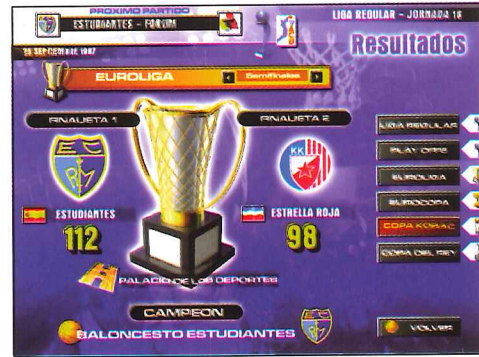 PROXIMO PARTIDO
ESTUDIANTES - FORUM
LIGA REGULAR - JORNADA 16
Resultados
EUROLIGA
Semifinales
FINALISTA 1
FINALISTA 2
LIGA REGULAR
PLAY OFFS
EUROLIGA
EUROCOPA
COPA KORAC
COPA DEL REY
ESTUDIANTES
112
ESTRELLA ROJA
98
PALACIO DE LOS DEPORTES
CAMPEON
BALONCESTO ESTUDIANTES
VOLVER